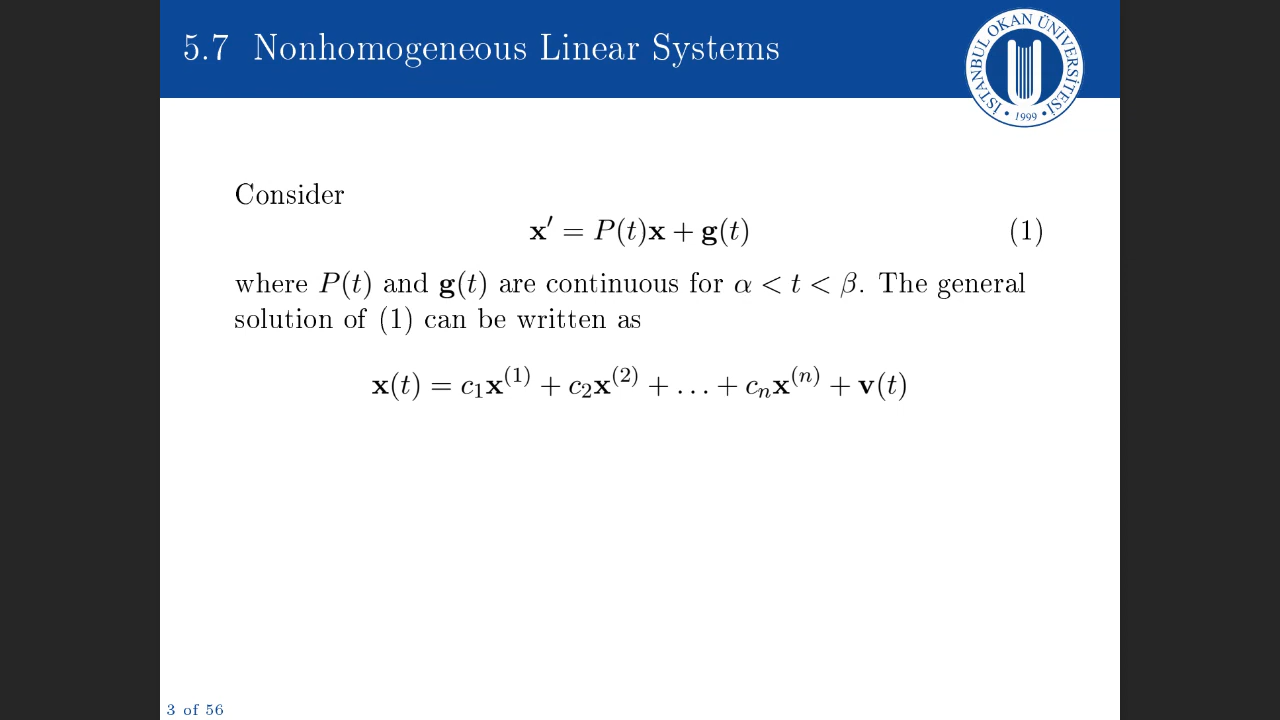 5.7 Nonhomogeneous Linear Systems
İSTANBUL OKAN ÜNİVERSİTESİ
• 1999 •
Consider
x′ = P(t)x + g(t) (1)
where P(t) and g(t) are continuous for α < t < β. The general
solution of (1) can be written as
x(t) = c₁x⁽¹⁾ + c₂x⁽²⁾ + . . . + cₙx⁽ⁿ⁾ + v(t)
3 of 56